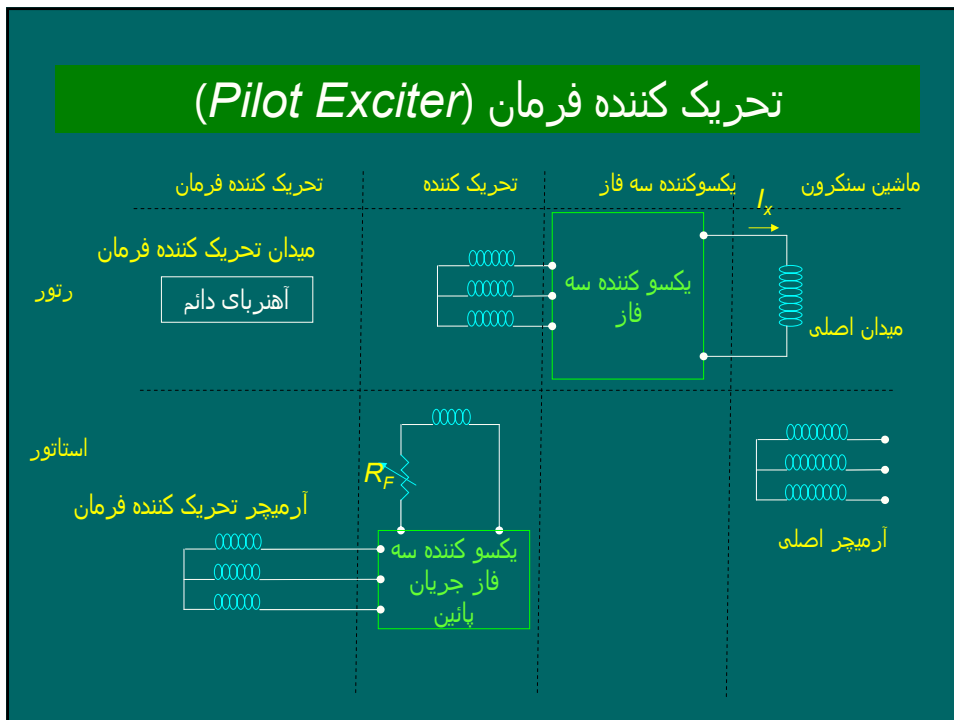 تحریک کننده فرمان (Pilot Exciter)
ماشین سنکرون
یکسوکننده سه فاز
تحریک کننده
تحریک کننده فرمان
I_x
میدان تحریک کننده فرمان
رتور
آهنربای دائم
یکسو کننده سه
فاز
میدان اصلی
استاتور
R_F
آرمیچر تحریک کننده فرمان
آرمیچر اصلی
یکسو کننده سه
فاز جریان
پائین